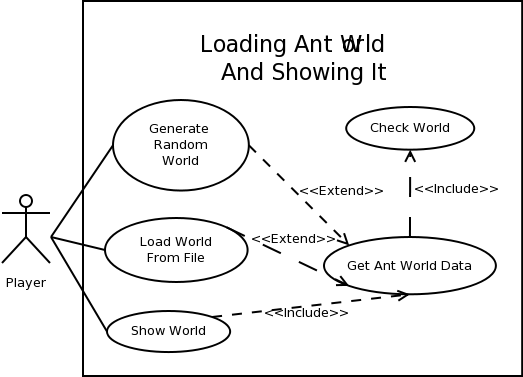 Loading Ant World
And Showing It
Generate
Random
World
Check World
<<Extend>>
<<Include>>
Load World
From File
<<Extend>>
Get Ant World Data
Player
<<Include>>
Show World